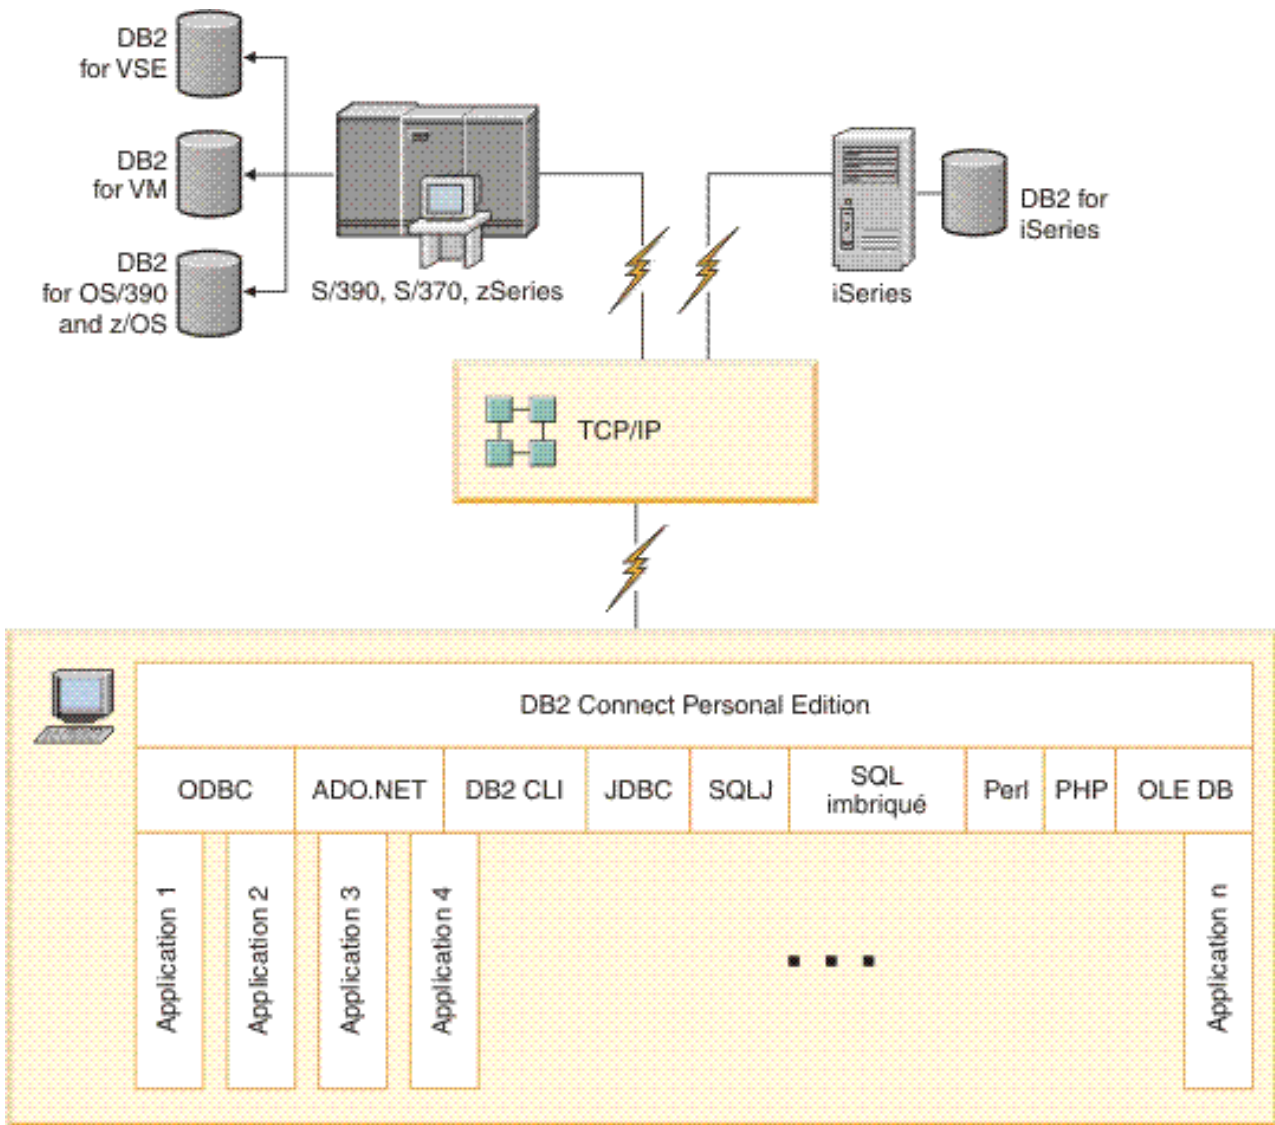 DB2
for VSE
DB2
for VM
DB2
for OS/390
and z/OS
S/390, S/370, zSeries
iSeries
DB2 for
iSeries
TCP/IP
DB2 Connect Personal Edition
ODBC
ADO.NET
DB2 CLI
JDBC
SQLJ
SQL
imbriqué
Perl
PHP
OLE DB
Application 1
Application 2
Application 3
Application 4
Application n